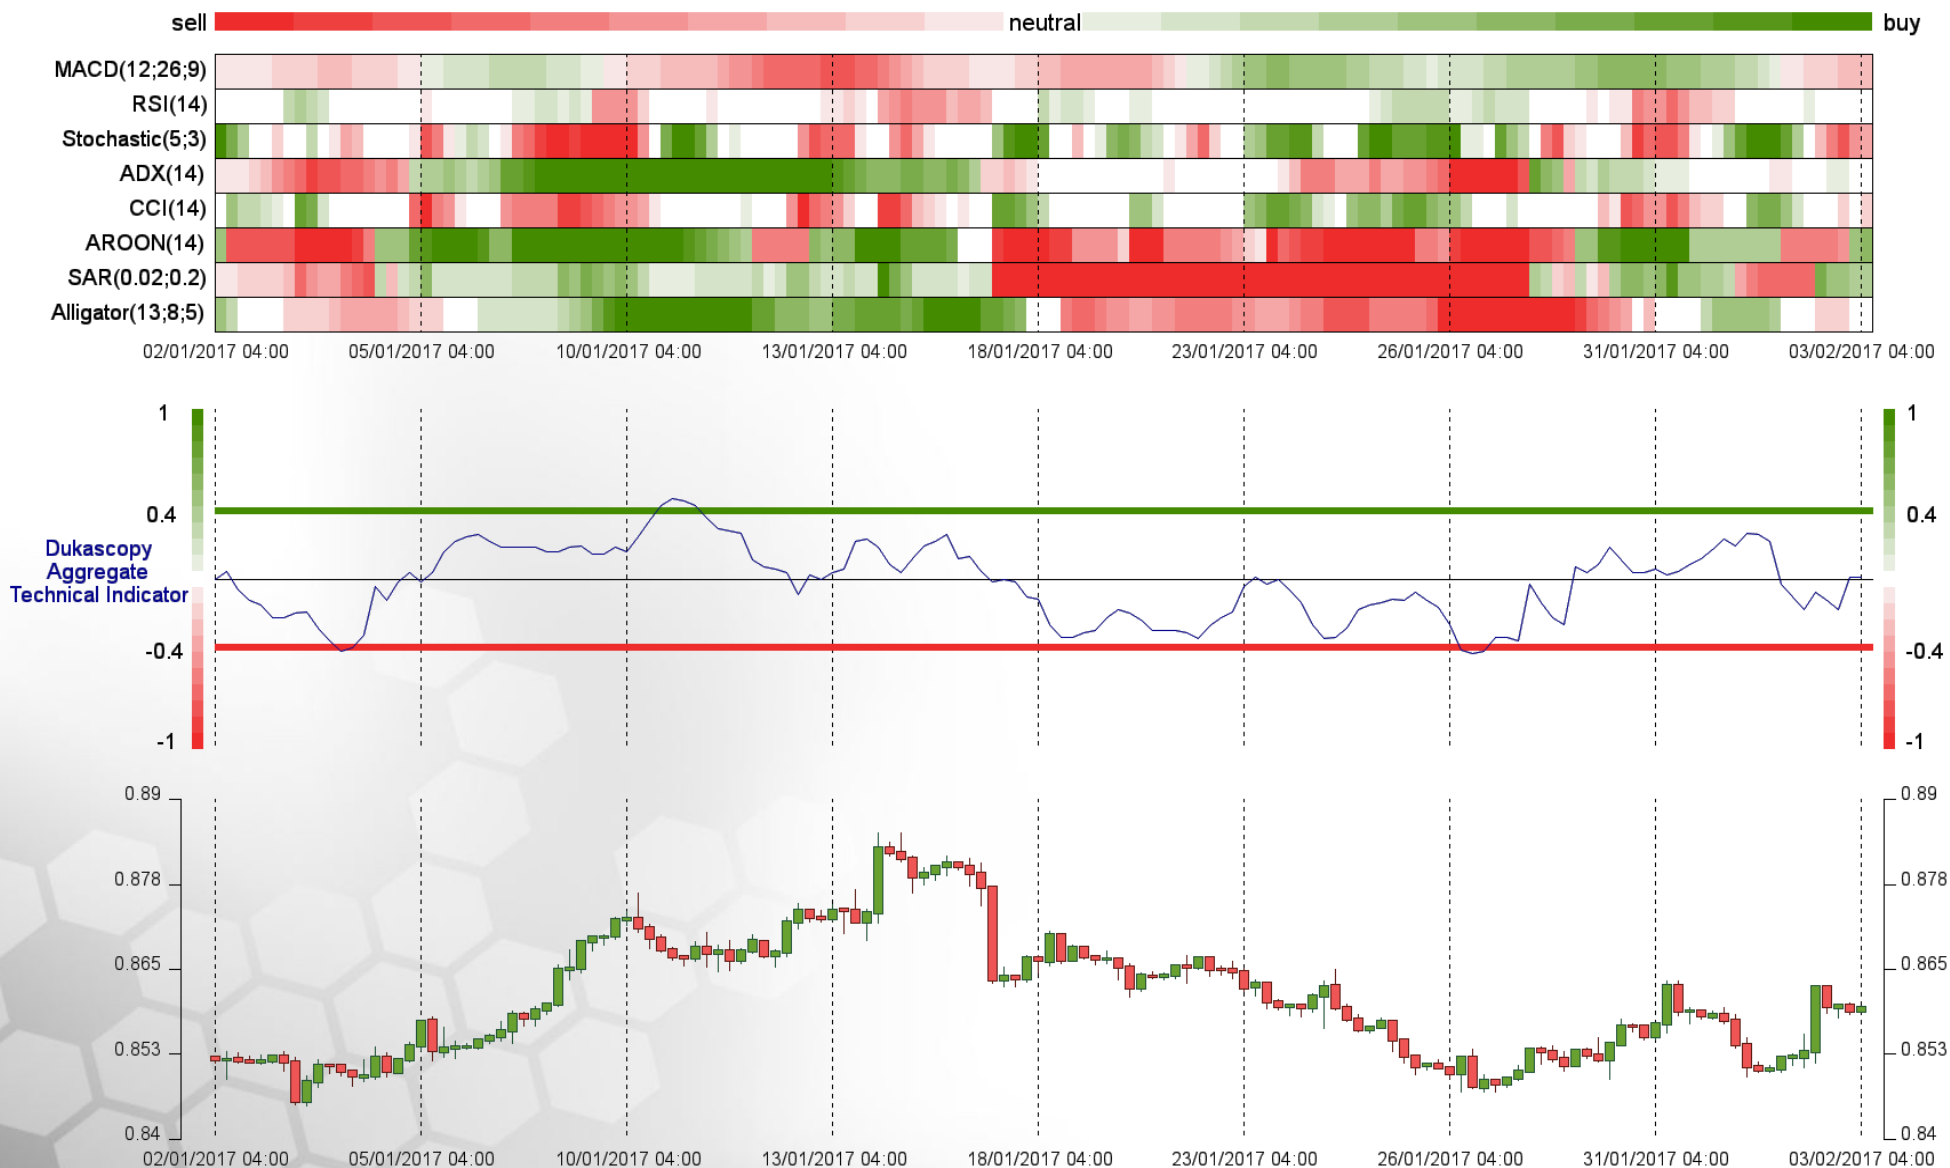 sell neutral buy
MACD(12;26;9)
RSI(14)
Stochastic(5;3)
ADX(14)
CCI(14)
AROON(14)
SAR(0.02;0.2)
Alligator(13;8;5)
02/01/2017 04:00 05/01/2017 04:00 10/01/2017 04:00 13/01/2017 04:00 18/01/2017 04:00 23/01/2017 04:00 26/01/2017 04:00 31/01/2017 04:00 03/02/2017 04:00
1 1
0.4 0.4
Dukascopy
Aggregate
Technical Indicator
-0.4 -0.4
-1 -1
0.89 0.89
0.878 0.878
0.865 0.865
0.853 0.853
0.84 0.84
02/01/2017 04:00 05/01/2017 04:00 10/01/2017 04:00 13/01/2017 04:00 18/01/2017 04:00 23/01/2017 04:00 26/01/2017 04:00 31/01/2017 04:00 03/02/2017 04:00